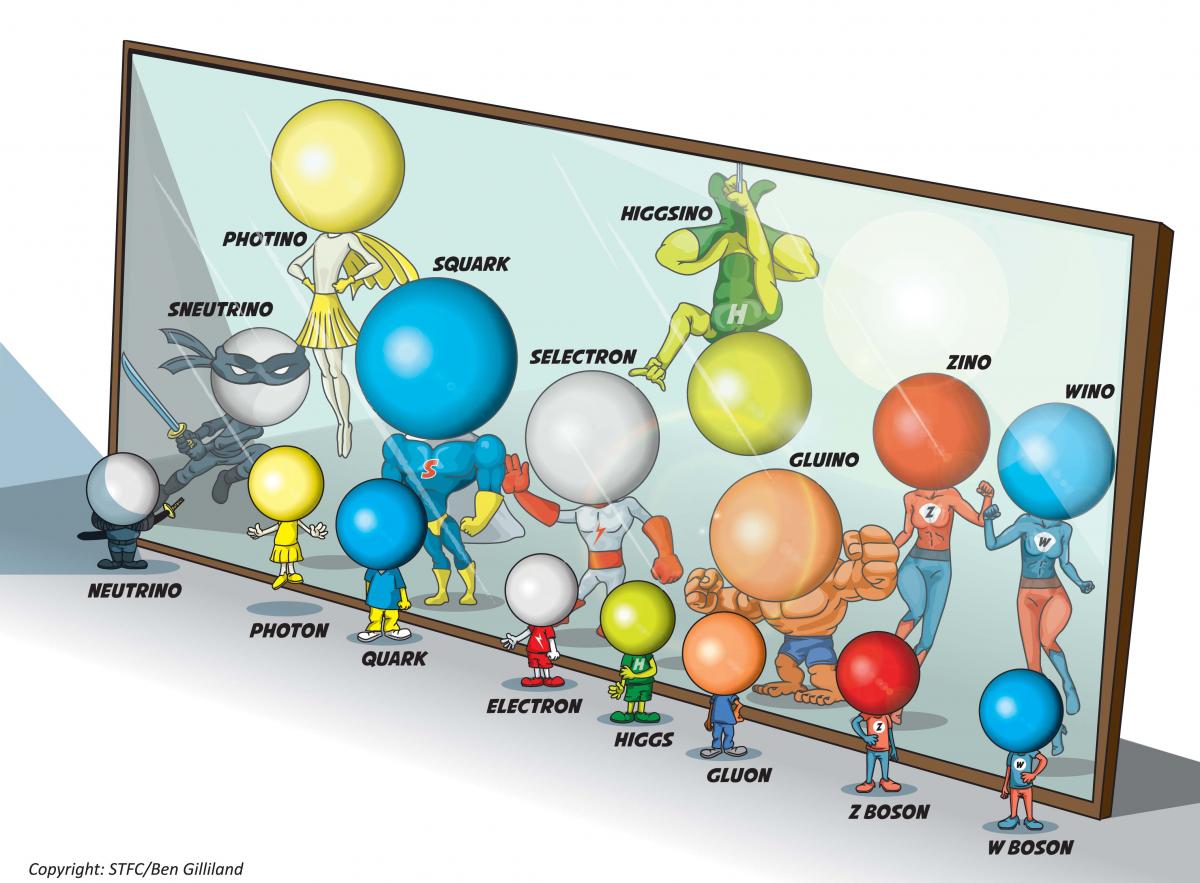 PHOTINO
HIGGSINO
SQUARK
SNEUTRINO
SELECTRON
ZINO
WINO
GLUINO
S
H
Z
W
NEUTRINO
PHOTON
QUARK
ELECTRON
H
HIGGS
GLUON
Z
Z BOSON
W
W BOSON
Copyright: STFC/Ben Gilliland